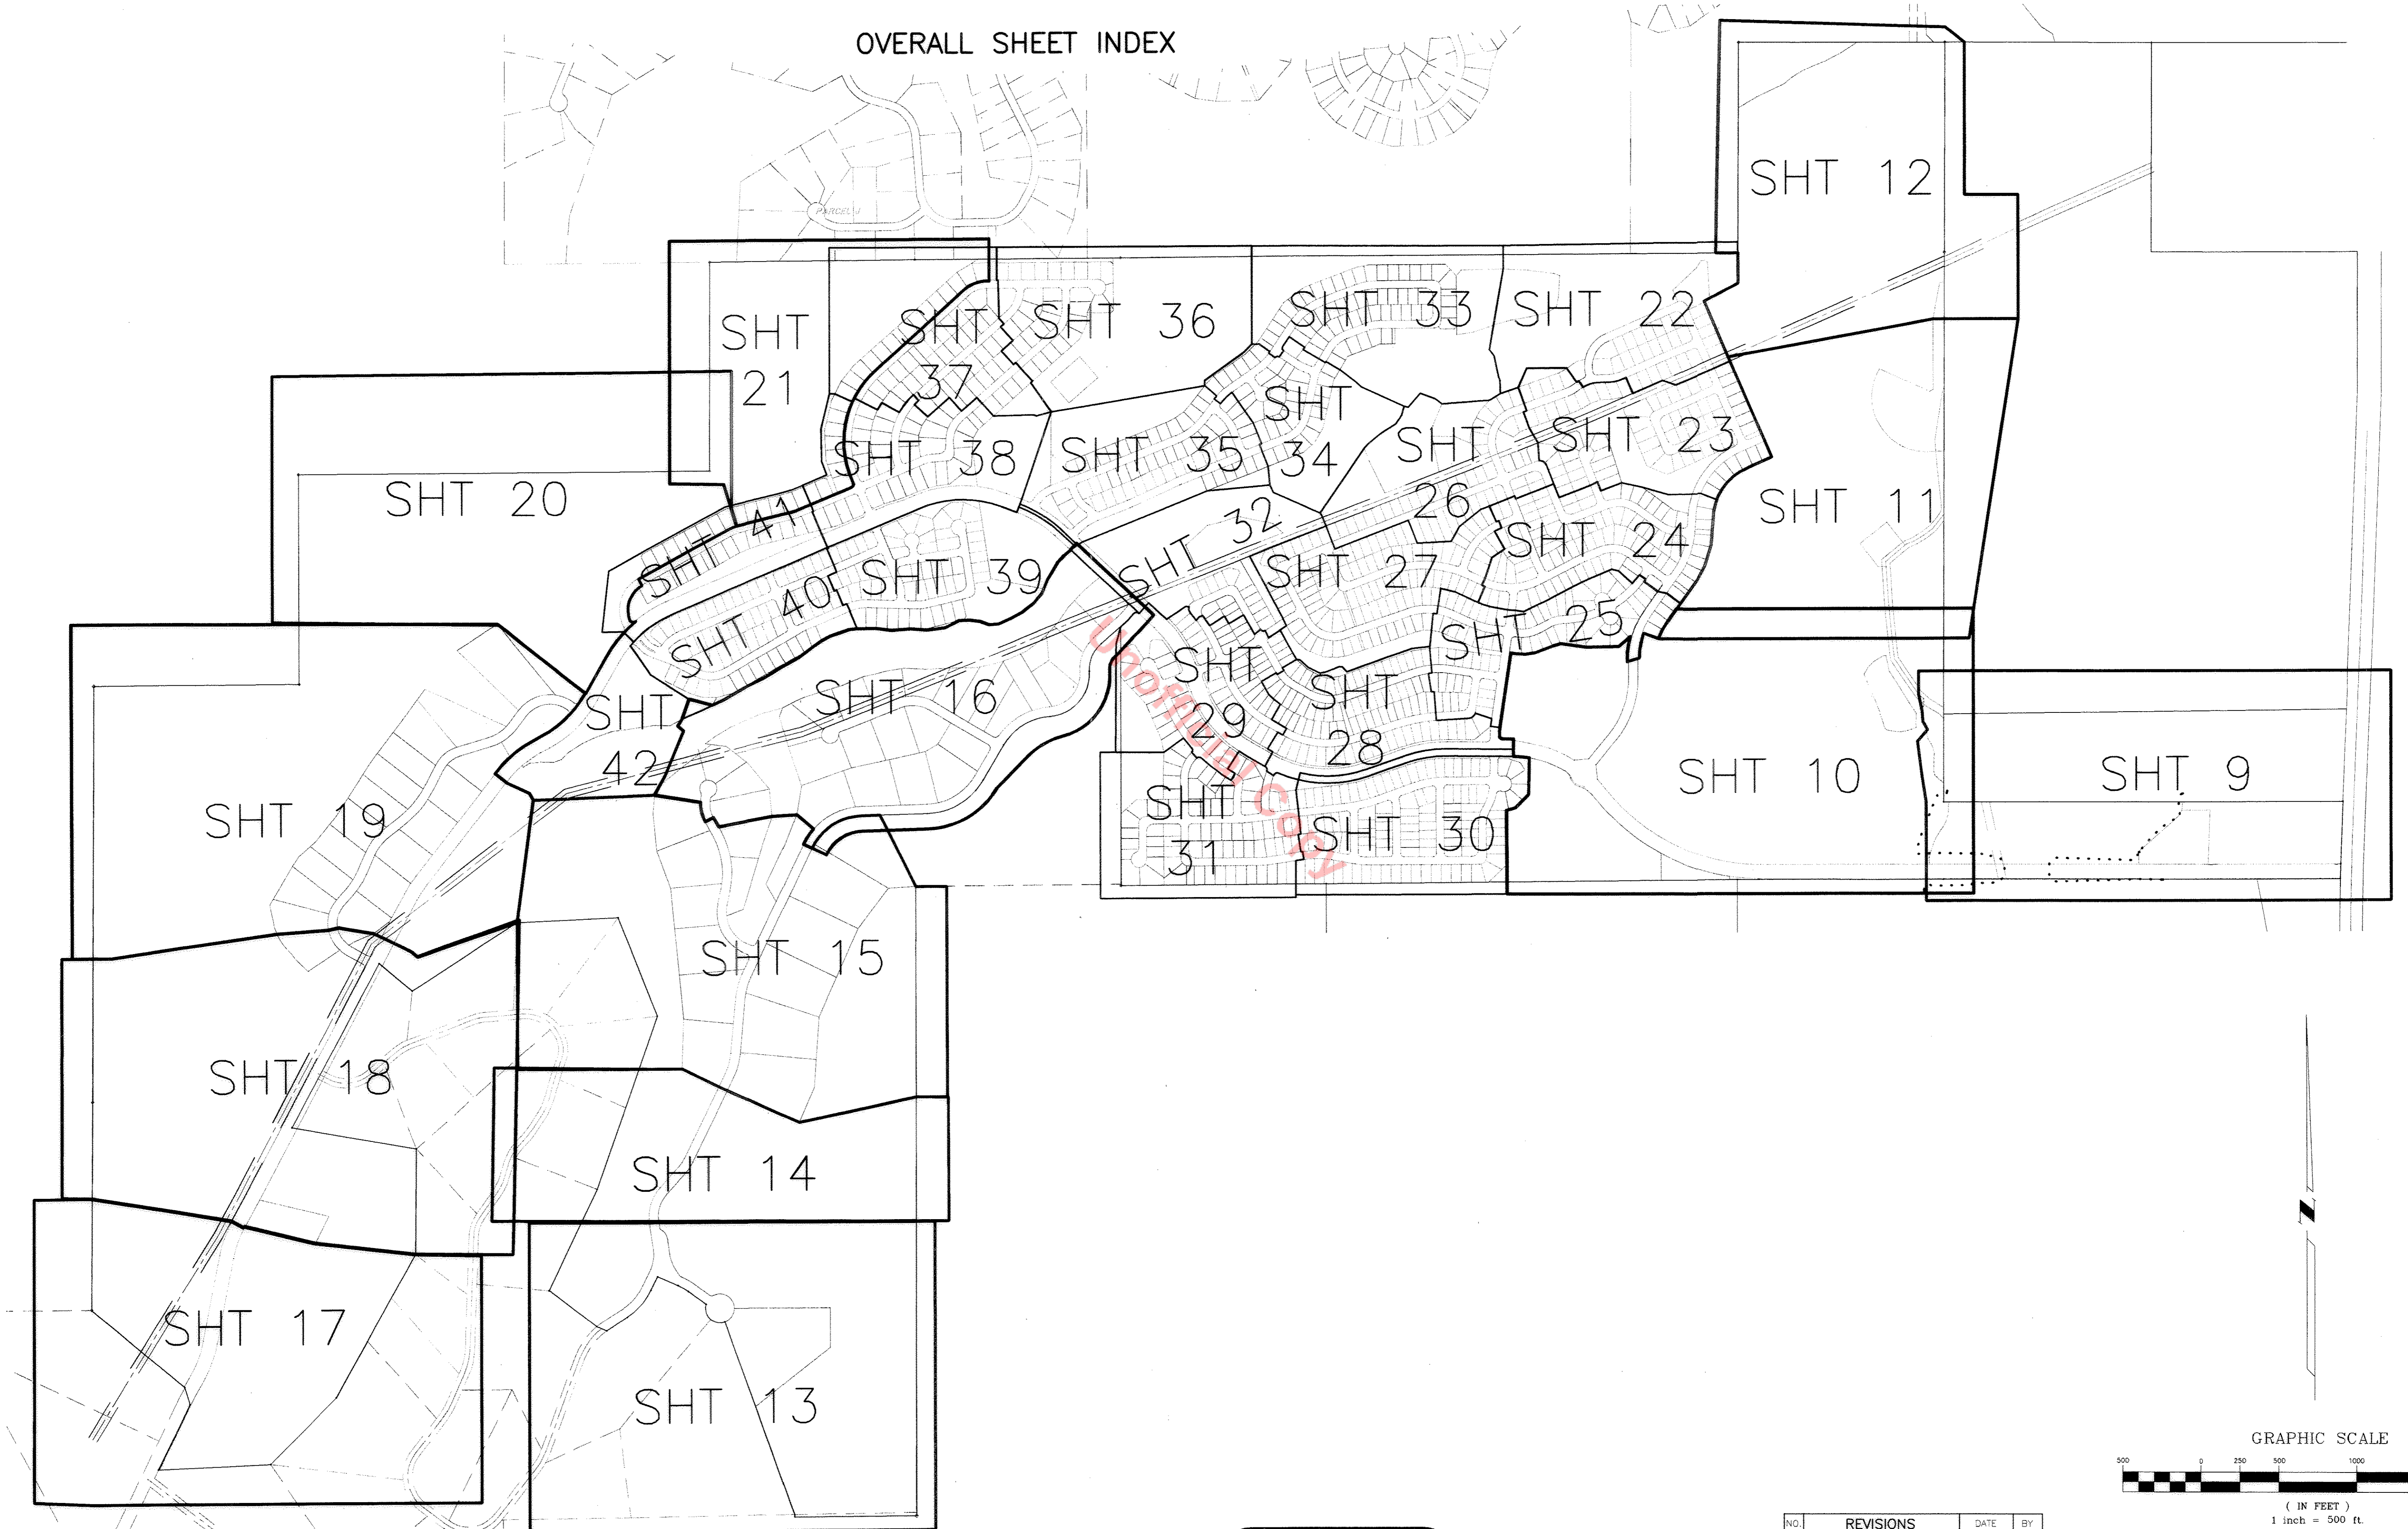 OVERALL SHEET INDEX
PARCEL J
SHT 12
SHT
21
SHT
37
SHT 36
SHT 33
SHT 22
SHT 20
SHT 38
SHT 35
SHT
34
SHT
26
SHT 23
SHT 11
SHT 41
SHT 40
SHT 39
SHT 32
SHT 27
SHT 24
SHT 25
SHT
42
SHT 16
SHT
29
SHT
28
SHT 10
SHT 9
SHT 19
SHT
31
SHT 30
Unofficial Copy
SHT 15
SHT 18
SHT 14
SHT 17
SHT 13
N
GRAPHIC SCALE
500 0 250 500 1000
( IN FEET )
1 inch = 500 ft.
NO. REVISIONS DATE BY